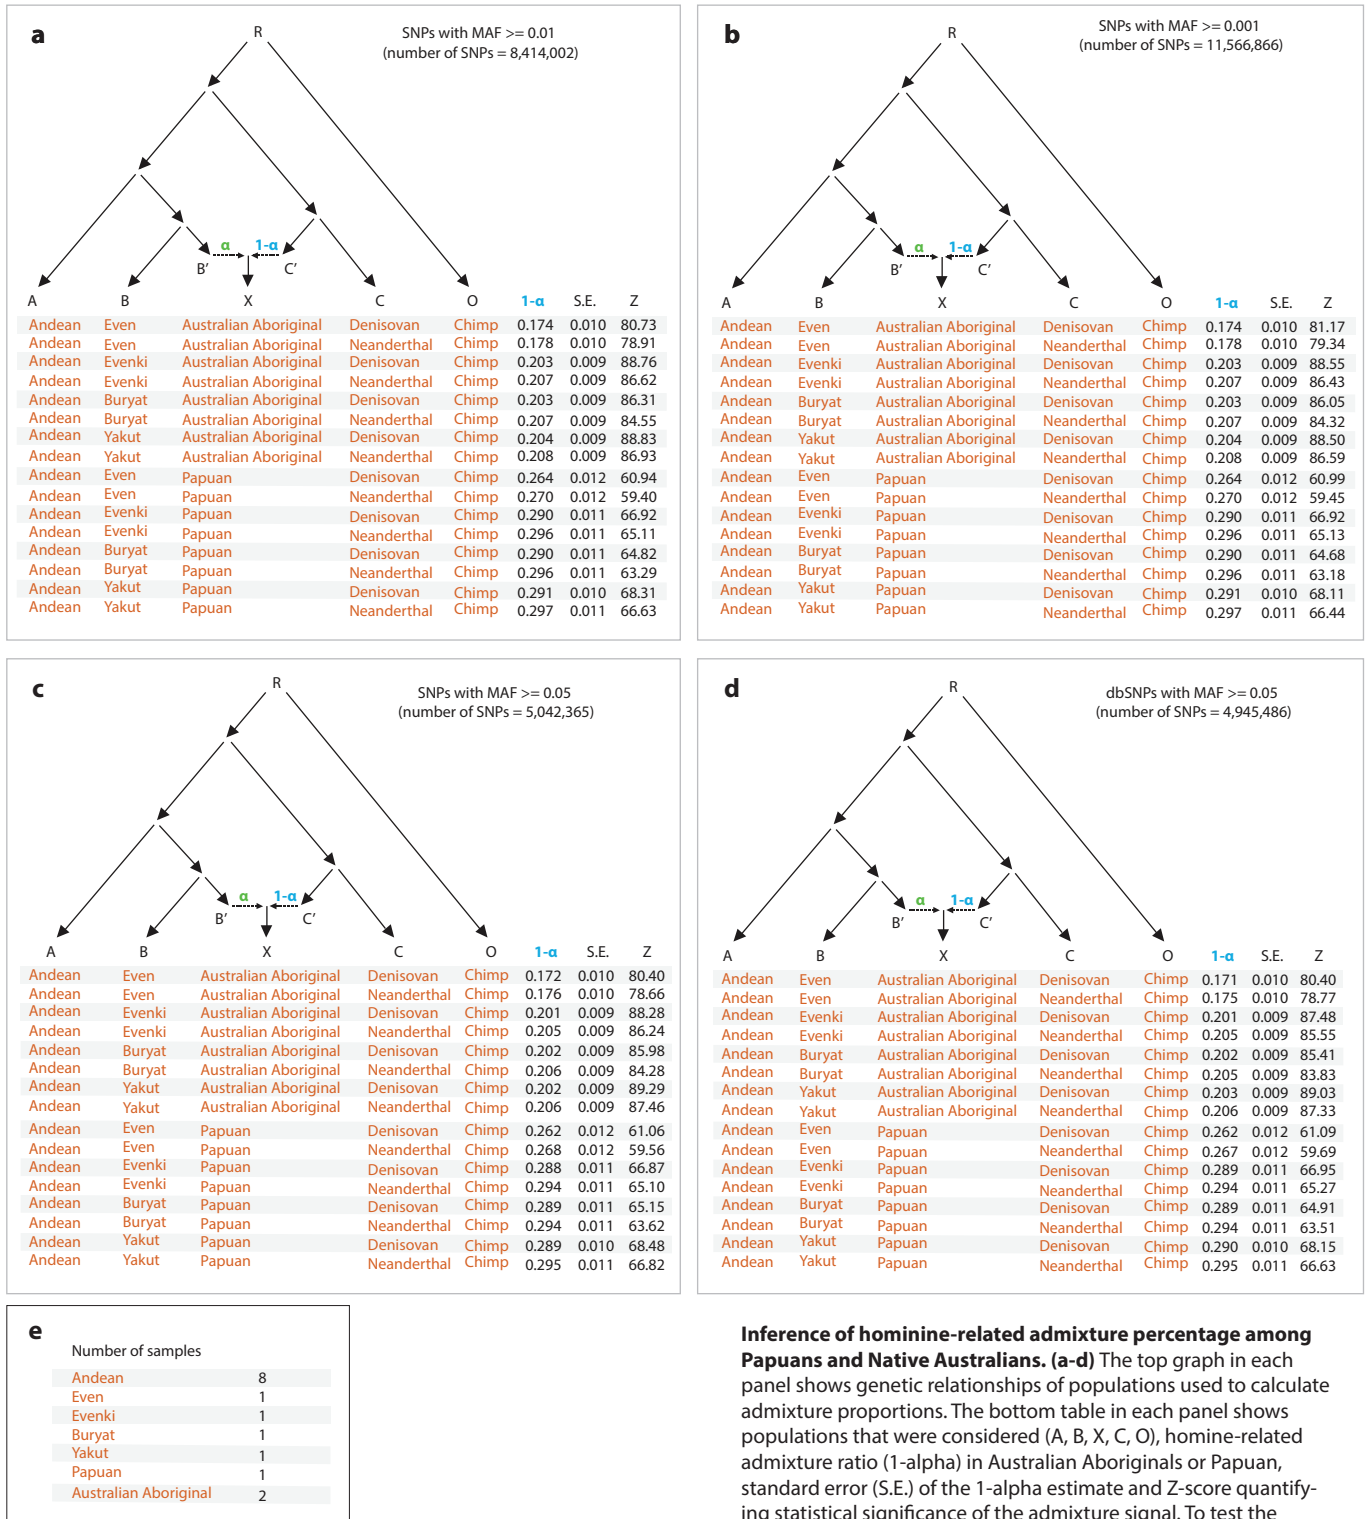 a
SNPs with MAF >= 0.01
(number of SNPs = 8,414,002)
R
α 1-α
B' C'
A B X C O 1-α S.E. Z
Andean Even Australian Aboriginal Denisovan Chimp 0.174 0.010 80.73
Andean Even Australian Aboriginal Neanderthal Chimp 0.178 0.010 78.91
Andean Evenki Australian Aboriginal Denisovan Chimp 0.203 0.009 88.76
Andean Evenki Australian Aboriginal Neanderthal Chimp 0.207 0.009 86.62
Andean Buryat Australian Aboriginal Denisovan Chimp 0.203 0.009 86.31
Andean Buryat Australian Aboriginal Neanderthal Chimp 0.207 0.009 84.55
Andean Yakut Australian Aboriginal Denisovan Chimp 0.204 0.009 88.83
Andean Yakut Australian Aboriginal Neanderthal Chimp 0.208 0.009 86.93
Andean Even Papuan Denisovan Chimp 0.264 0.012 60.94
Andean Even Papuan Neanderthal Chimp 0.270 0.012 59.40
Andean Evenki Papuan Denisovan Chimp 0.290 0.011 66.92
Andean Evenki Papuan Neanderthal Chimp 0.296 0.011 65.11
Andean Buryat Papuan Denisovan Chimp 0.290 0.011 64.82
Andean Buryat Papuan Neanderthal Chimp 0.296 0.011 63.29
Andean Yakut Papuan Denisovan Chimp 0.291 0.010 68.31
Andean Yakut Papuan Neanderthal Chimp 0.297 0.011 66.63
b
SNPs with MAF >= 0.001
(number of SNPs = 11,566,866)
R
α 1-α
B' C'
A B X C O 1-α S.E. Z
Andean Even Australian Aboriginal Denisovan Chimp 0.174 0.010 81.17
Andean Even Australian Aboriginal Neanderthal Chimp 0.178 0.010 79.34
Andean Evenki Australian Aboriginal Denisovan Chimp 0.203 0.009 88.55
Andean Evenki Australian Aboriginal Neanderthal Chimp 0.207 0.009 86.43
Andean Buryat Australian Aboriginal Denisovan Chimp 0.203 0.009 86.05
Andean Buryat Australian Aboriginal Neanderthal Chimp 0.207 0.009 84.32
Andean Yakut Australian Aboriginal Denisovan Chimp 0.204 0.009 88.50
Andean Yakut Australian Aboriginal Neanderthal Chimp 0.208 0.009 86.59
Andean Even Papuan Denisovan Chimp 0.264 0.012 60.99
Andean Even Papuan Neanderthal Chimp 0.270 0.012 59.45
Andean Evenki Papuan Denisovan Chimp 0.290 0.011 66.92
Andean Evenki Papuan Neanderthal Chimp 0.296 0.011 65.13
Andean Buryat Papuan Denisovan Chimp 0.290 0.011 64.68
Andean Buryat Papuan Neanderthal Chimp 0.296 0.011 63.18
Andean Yakut Papuan Denisovan Chimp 0.291 0.010 68.11
Andean Yakut Papuan Neanderthal Chimp 0.297 0.011 66.44
c
SNPs with MAF >= 0.05
(number of SNPs = 5,042,365)
R
α 1-α
B' C'
A B X C O 1-α S.E. Z
Andean Even Australian Aboriginal Denisovan Chimp 0.172 0.010 80.40
Andean Even Australian Aboriginal Neanderthal Chimp 0.176 0.010 78.66
Andean Evenki Australian Aboriginal Denisovan Chimp 0.201 0.009 88.28
Andean Evenki Australian Aboriginal Neanderthal Chimp 0.205 0.009 86.24
Andean Buryat Australian Aboriginal Denisovan Chimp 0.202 0.009 85.98
Andean Buryat Australian Aboriginal Neanderthal Chimp 0.206 0.009 84.28
Andean Yakut Australian Aboriginal Denisovan Chimp 0.202 0.009 89.29
Andean Yakut Australian Aboriginal Neanderthal Chimp 0.206 0.009 87.46
Andean Even Papuan Denisovan Chimp 0.262 0.012 61.06
Andean Even Papuan Neanderthal Chimp 0.268 0.012 59.56
Andean Evenki Papuan Denisovan Chimp 0.288 0.011 66.87
Andean Evenki Papuan Neanderthal Chimp 0.294 0.011 65.10
Andean Buryat Papuan Denisovan Chimp 0.289 0.011 65.15
Andean Buryat Papuan Neanderthal Chimp 0.294 0.011 63.62
Andean Yakut Papuan Denisovan Chimp 0.289 0.010 68.48
Andean Yakut Papuan Neanderthal Chimp 0.295 0.011 66.82
d
dbSNPs with MAF >= 0.05
(number of SNPs = 4,945,486)
R
α 1-α
B' C'
A B X C O 1-α S.E. Z
Andean Even Australian Aboriginal Denisovan Chimp 0.171 0.010 80.40
Andean Even Australian Aboriginal Neanderthal Chimp 0.175 0.010 78.77
Andean Evenki Australian Aboriginal Denisovan Chimp 0.201 0.009 87.48
Andean Evenki Australian Aboriginal Neanderthal Chimp 0.205 0.009 85.55
Andean Buryat Australian Aboriginal Denisovan Chimp 0.202 0.009 85.41
Andean Buryat Australian Aboriginal Neanderthal Chimp 0.205 0.009 83.83
Andean Yakut Australian Aboriginal Denisovan Chimp 0.203 0.009 89.03
Andean Yakut Australian Aboriginal Neanderthal Chimp 0.206 0.009 87.33
Andean Even Papuan Denisovan Chimp 0.262 0.012 61.09
Andean Even Papuan Neanderthal Chimp 0.267 0.012 59.69
Andean Evenki Papuan Denisovan Chimp 0.289 0.011 66.95
Andean Evenki Papuan Neanderthal Chimp 0.294 0.011 65.27
Andean Buryat Papuan Denisovan Chimp 0.289 0.011 64.91
Andean Buryat Papuan Neanderthal Chimp 0.294 0.011 63.51
Andean Yakut Papuan Denisovan Chimp 0.290 0.010 68.15
Andean Yakut Papuan Neanderthal Chimp 0.295 0.011 66.63
e
Number of samples
Andean 8
Even 1
Evenki 1
Buryat 1
Yakut 1
Papuan 1
Australian Aboriginal 2
Inference of hominine-related admixture percentage among
Papuans and Native Australians. (a-d) The top graph in each
panel shows genetic relationships of populations used to calculate
admixture proportions. The bottom table in each panel shows
populations that were considered (A, B, X, C, O), homine-related
admixture ratio (1-alpha) in Australian Aboriginals or Papuan,
standard error (S.E.) of the 1-alpha estimate and Z-score quantify-
ing statistical significance of the admixture signal. To test the